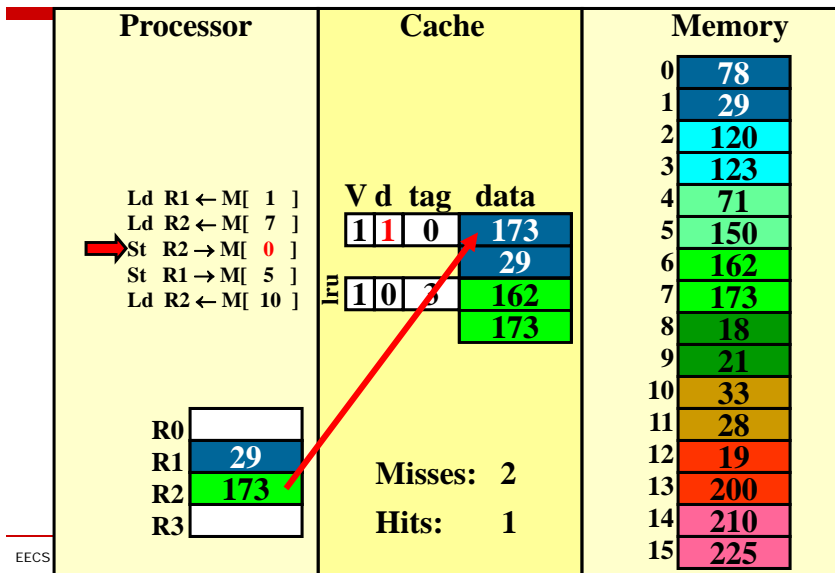 Processor
Cache
Memory
Ld R1 ← M[ 1 ]
Ld R2 ← M[ 7 ]
St R2 → M[ 0 ]
St R1 → M[ 5 ]
Ld R2 ← M[ 10 ]
V d tag data
1 1 0 173
29
lru
1 0 3 162
173
R0
R1 29
R2 173
R3
Misses: 2
Hits: 1
0 78
1 29
2 120
3 123
4 71
5 150
6 162
7 173
8 18
9 21
10 33
11 28
12 19
13 200
14 210
15 225
EECS